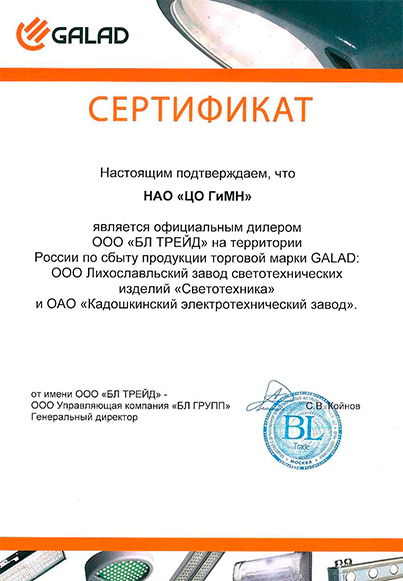 GALAD
СЕРТИФИКАТ
Настоящим подтверждаем, что
НАО «ЦО ГиМН»
является официальным дилером
ООО «БЛ ТРЕЙД» на территории
России по сбыту продукции торговой марки GALAD:
ООО Лихославльский завод светотехнических
изделий «Светотехника»
и ОАО «Кадошкинский электротехнический завод».
от имени ООО «БЛ ТРЕЙД» -
ООО Управляющая компания «БЛ ГРУПП»
Генеральный директор
С.В. Койнов
BL
Trade
МОСКВА